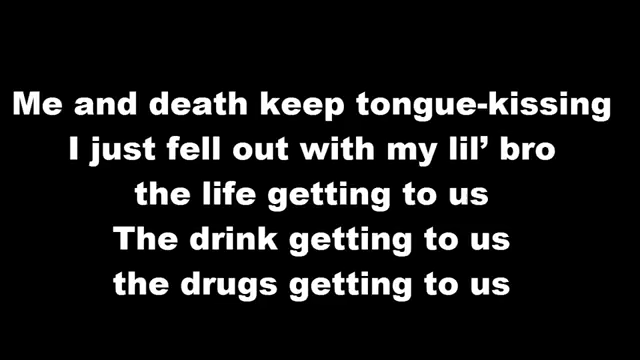 Me and death keep tongue-kissing
I just fell out with my lil’ bro
the life getting to us
The drink getting to us
the drugs getting to us